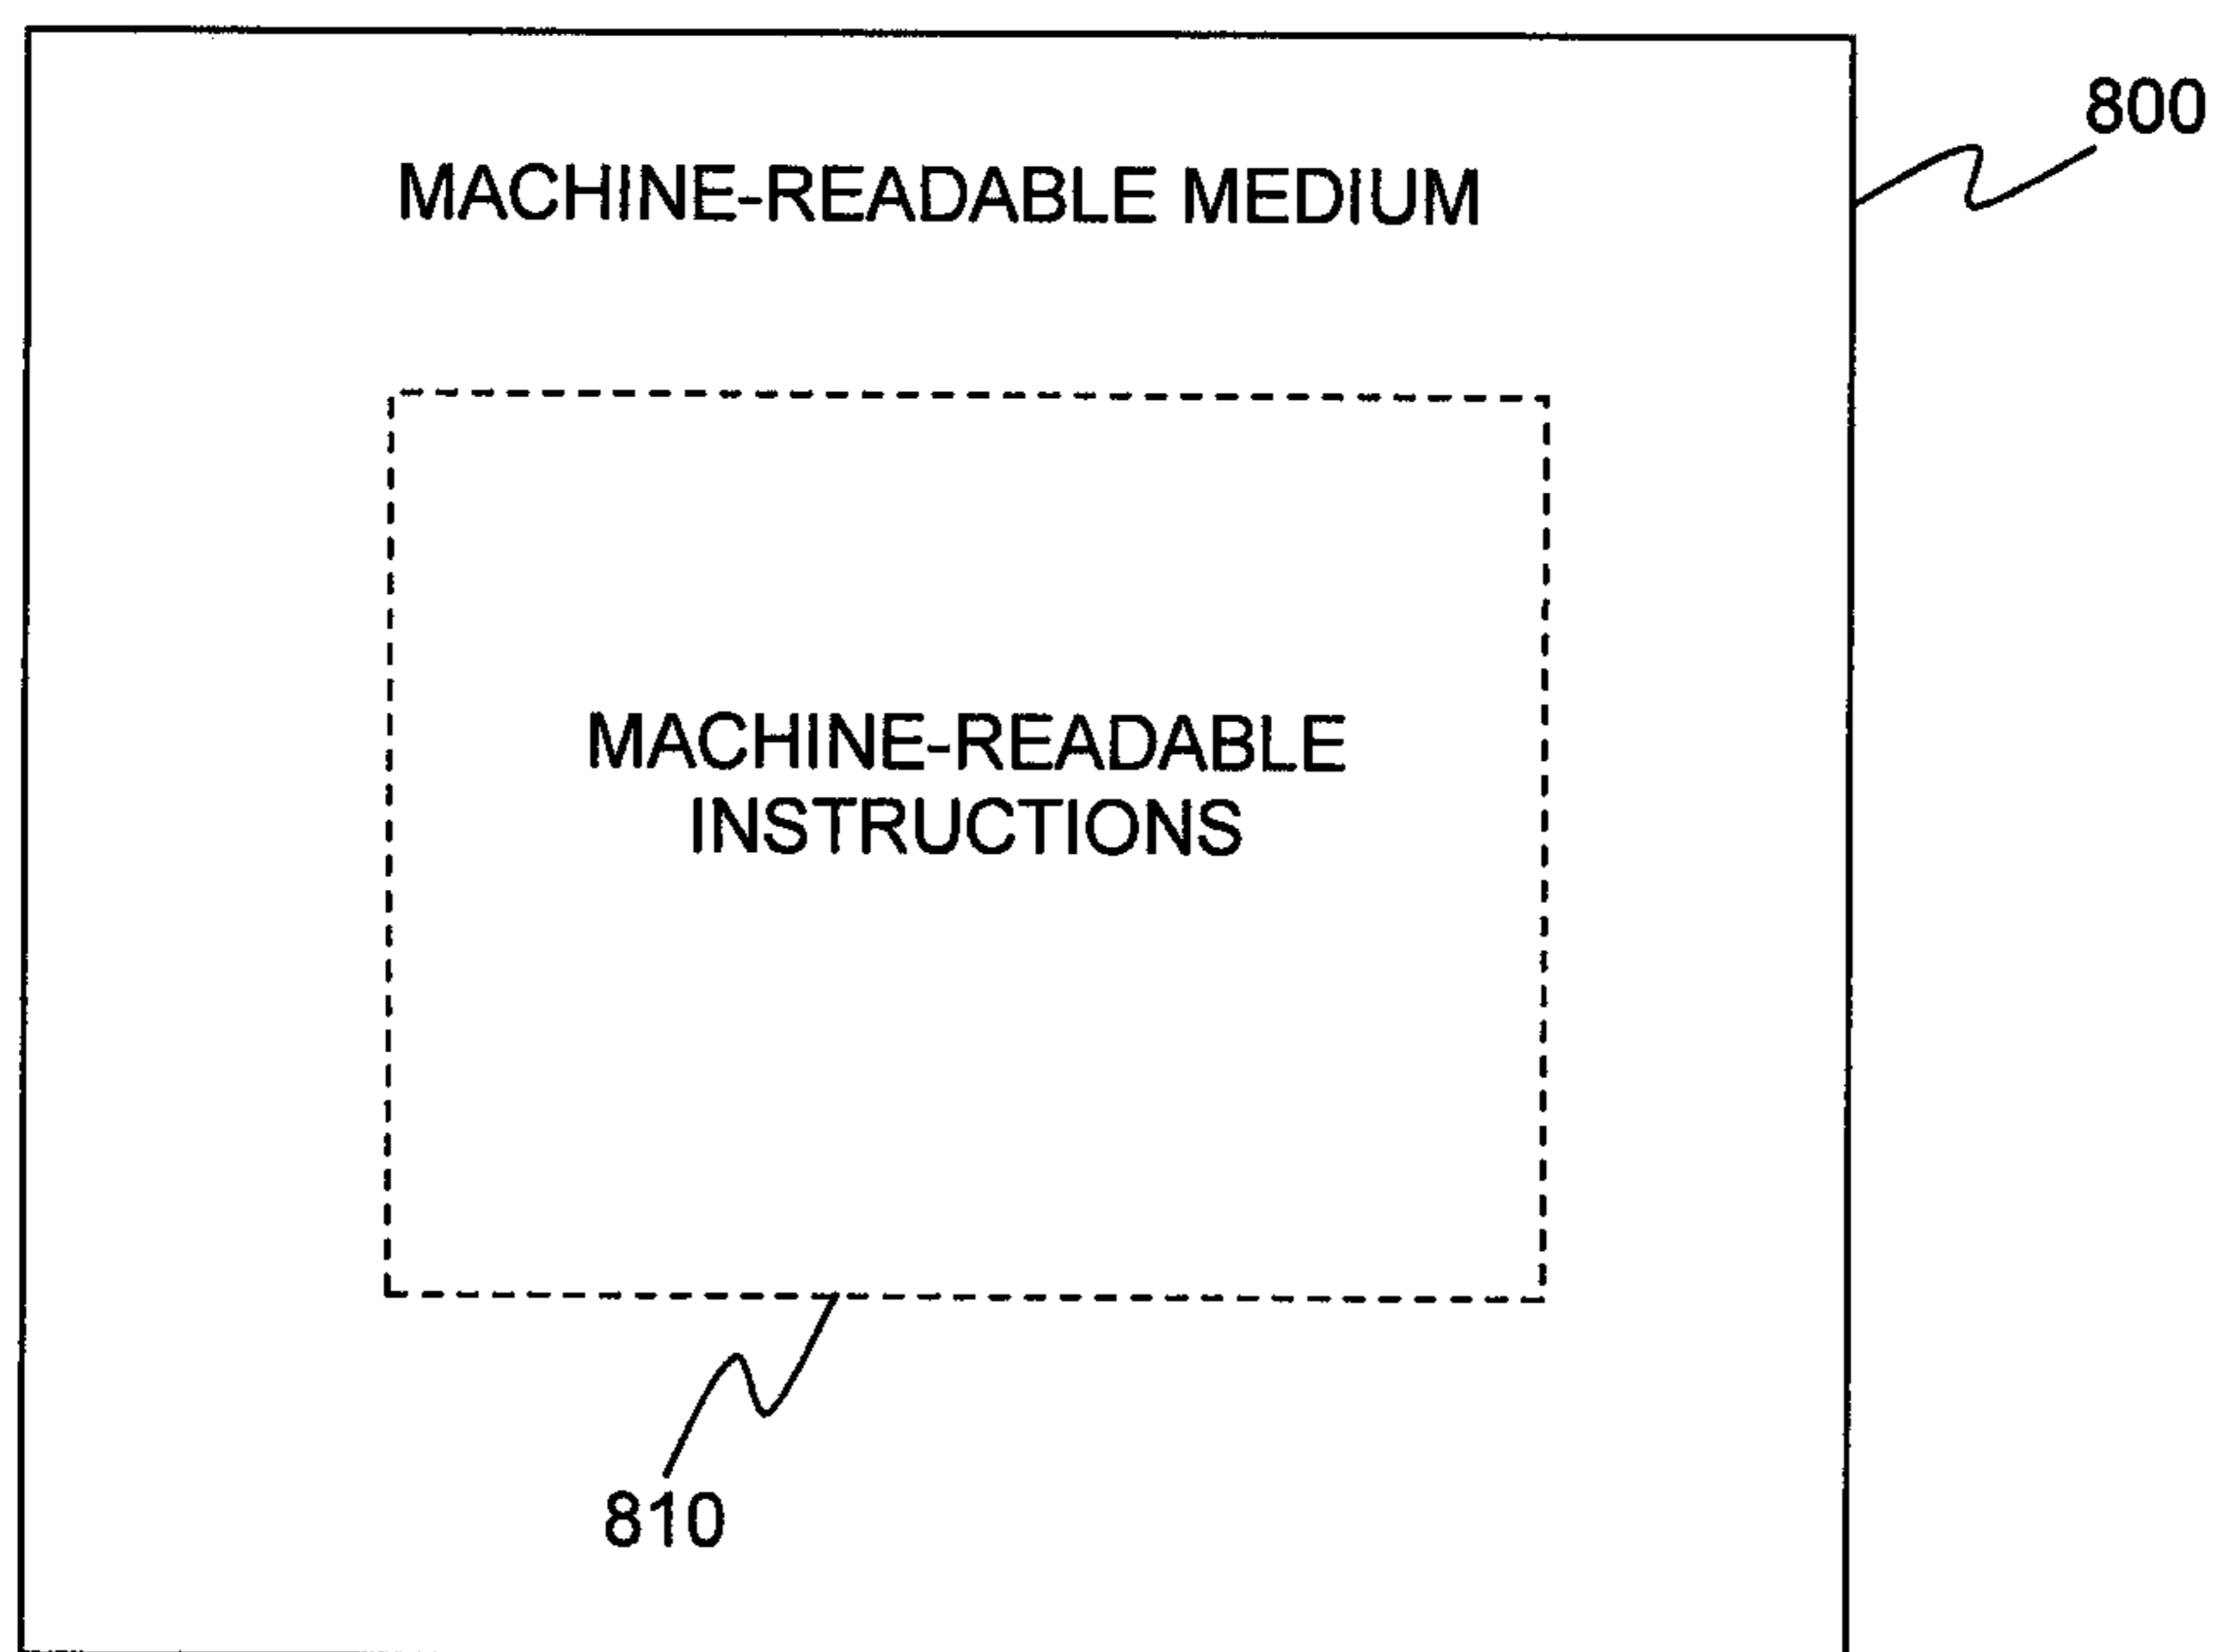 800
MACHINE-READABLE MEDIUM
MACHINE-READABLE
INSTRUCTIONS
810